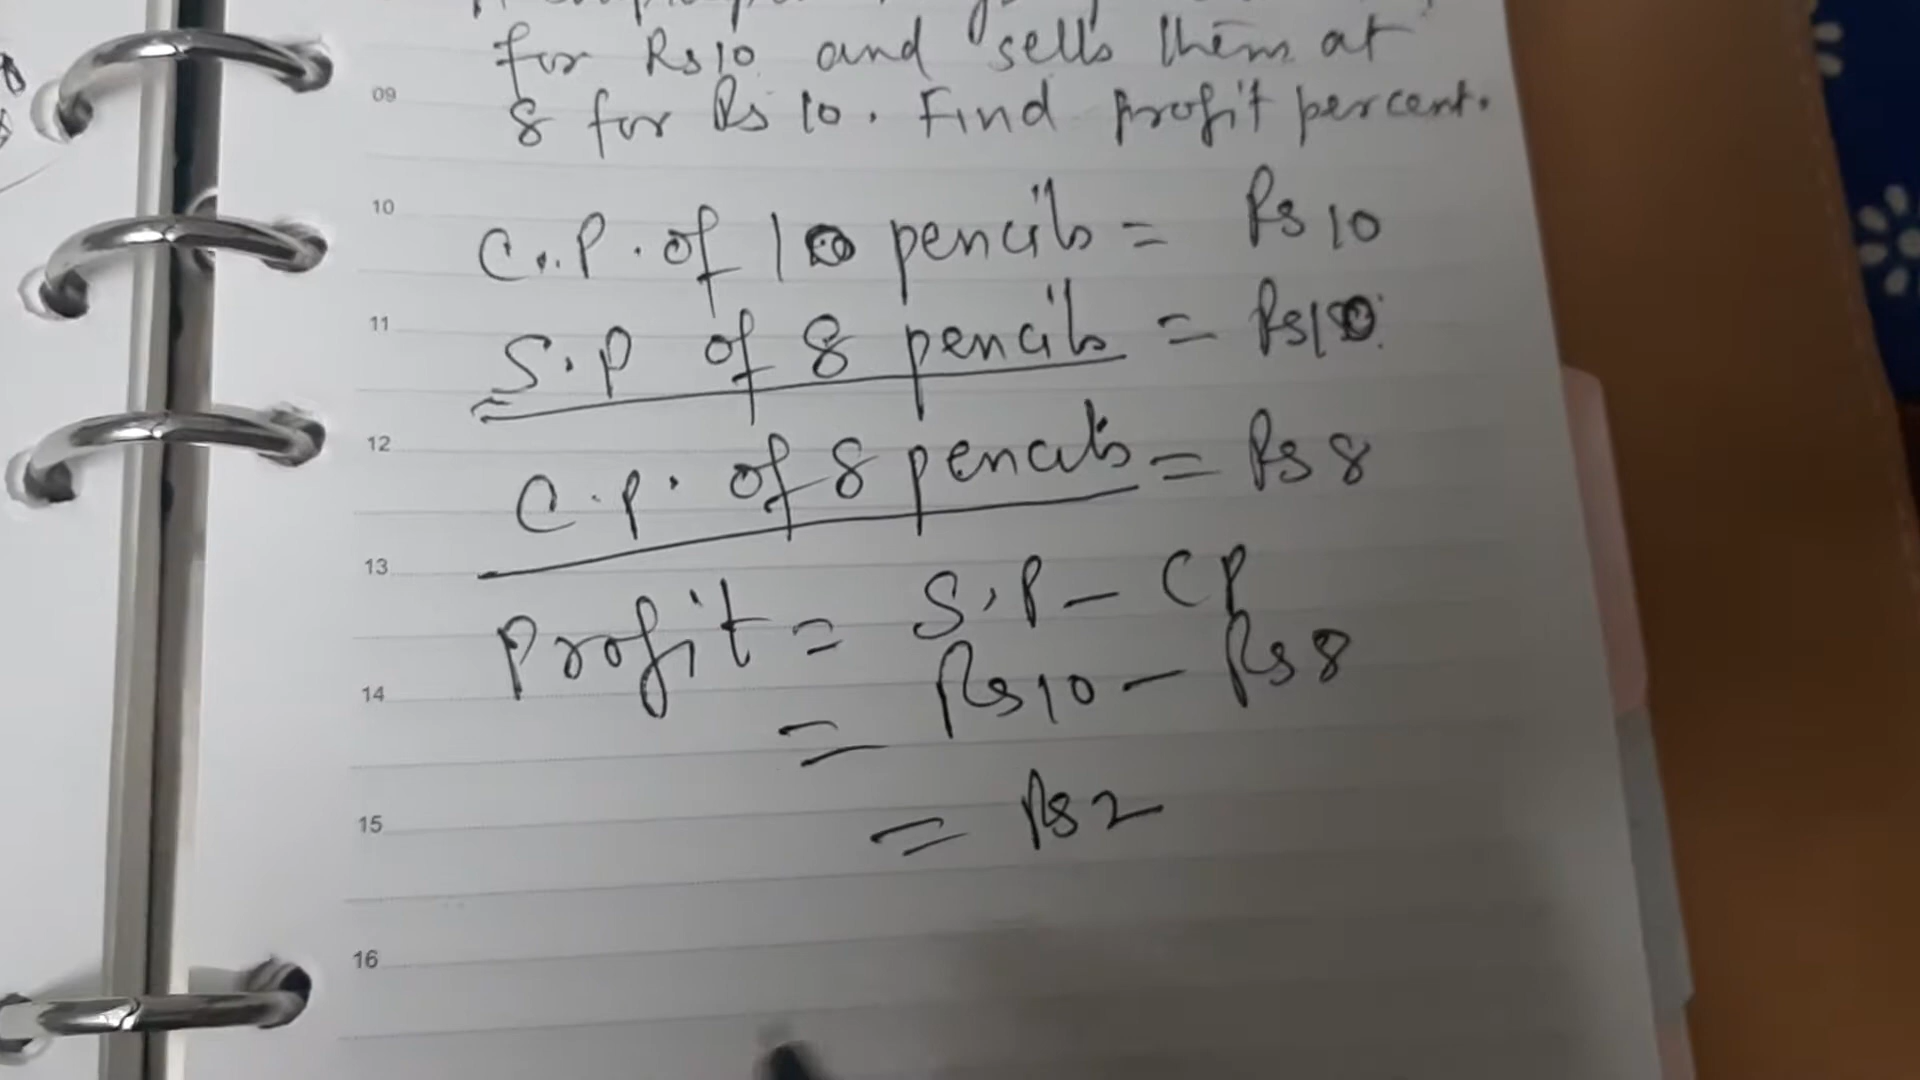 for Rs10 and sells them at
09
8 for Rs 10. Find profit percent.
10
C.P. of 10 pencils = Rs 10
11
S.P of 8 pencils = Rs10
12
C.P. of 8 pencils = Rs 8
13
Profit = S.P - CP
14
= Rs10 - Rs8
15
= Rs2
16